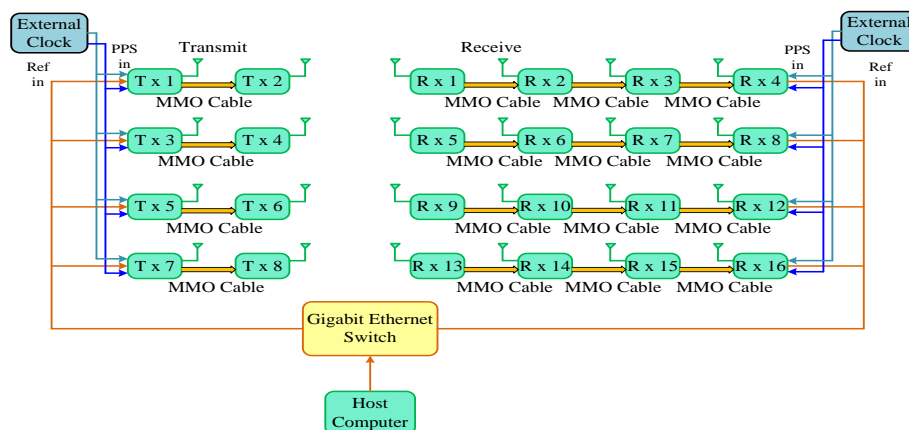 External
Clock
PPS
in
Transmit
Receive
PPS
in
External
Clock
Ref
in
Ref
in
T x 1
T x 2
R x 1
R x 2
R x 3
R x 4
MMO Cable
MMO Cable
MMO Cable
MMO Cable
T x 3
T x 4
R x 5
R x 6
R x 7
R x 8
MMO Cable
MMO Cable
MMO Cable
MMO Cable
T x 5
T x 6
R x 9
R x 10
R x 11
R x 12
MMO Cable
MMO Cable
MMO Cable
MMO Cable
T x 7
T x 8
R x 13
R x 14
R x 15
R x 16
MMO Cable
MMO Cable
MMO Cable
MMO Cable
Gigabit Ethernet
Switch
Host
Computer